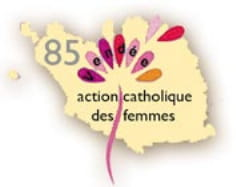 85
Vendée
action catholique
des femmes